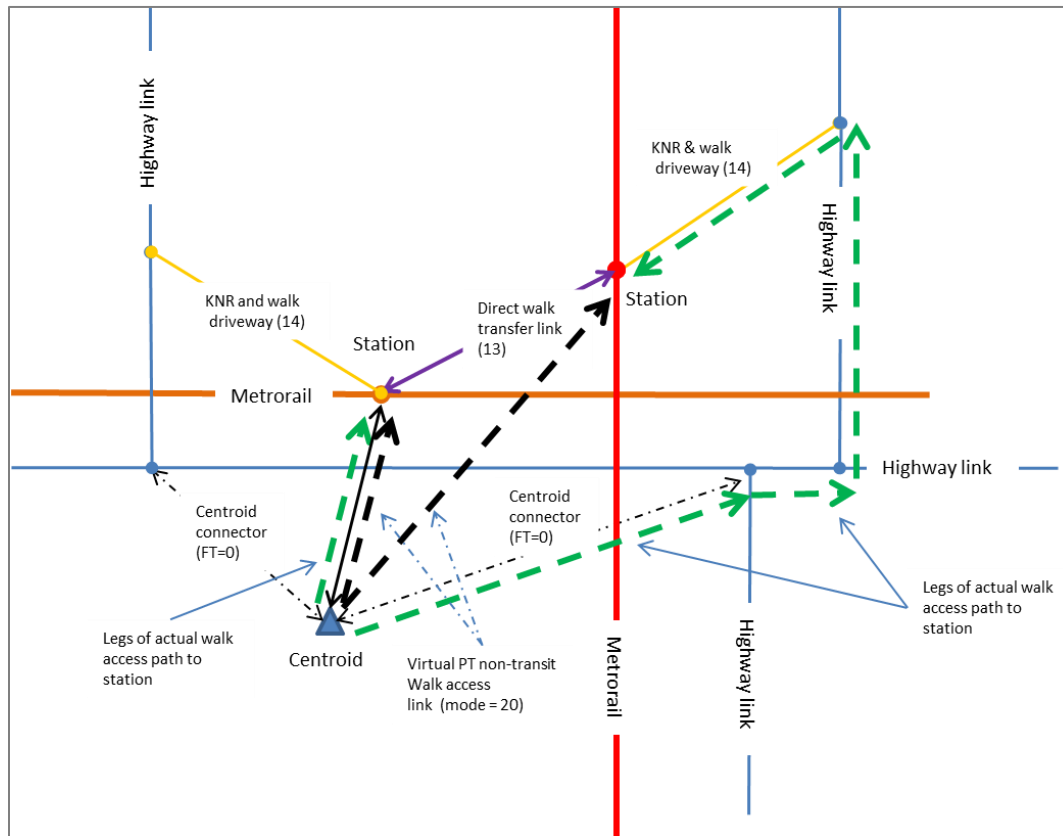 Highway link
KNR & walk
driveway (14)
Highway link
KNR and walk
driveway (14)
Direct walk
transfer link
(13)
Station
Station
Metrorail
Highway link
Centroid
connector
(FT=0)
Centroid
connector
(FT=0)
Legs of actual walk
access path to
station
Centroid
Virtual PT non-transit
Walk access
link (mode = 20)
Metrorail
Highway link
Legs of actual walk
access path to
station